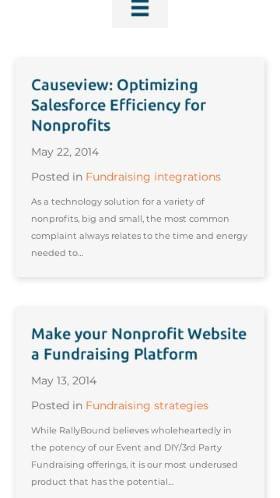 Causeview: Optimizing
Salesforce Efficiency for
Nonprofits
May 22, 2014
Posted in Fundraising integrations
As a technology solution for a variety of
nonprofits, big and small, the most common
complaint always relates to the time and energy
needed to...
Make your Nonprofit Website
a Fundraising Platform
May 13, 2014
Posted in Fundraising strategies
While RallyBound believes wholeheartedly in
the potency of our Event and DIY/3rd Party
Fundraising offerings, it is our most underused
product that has the potential...